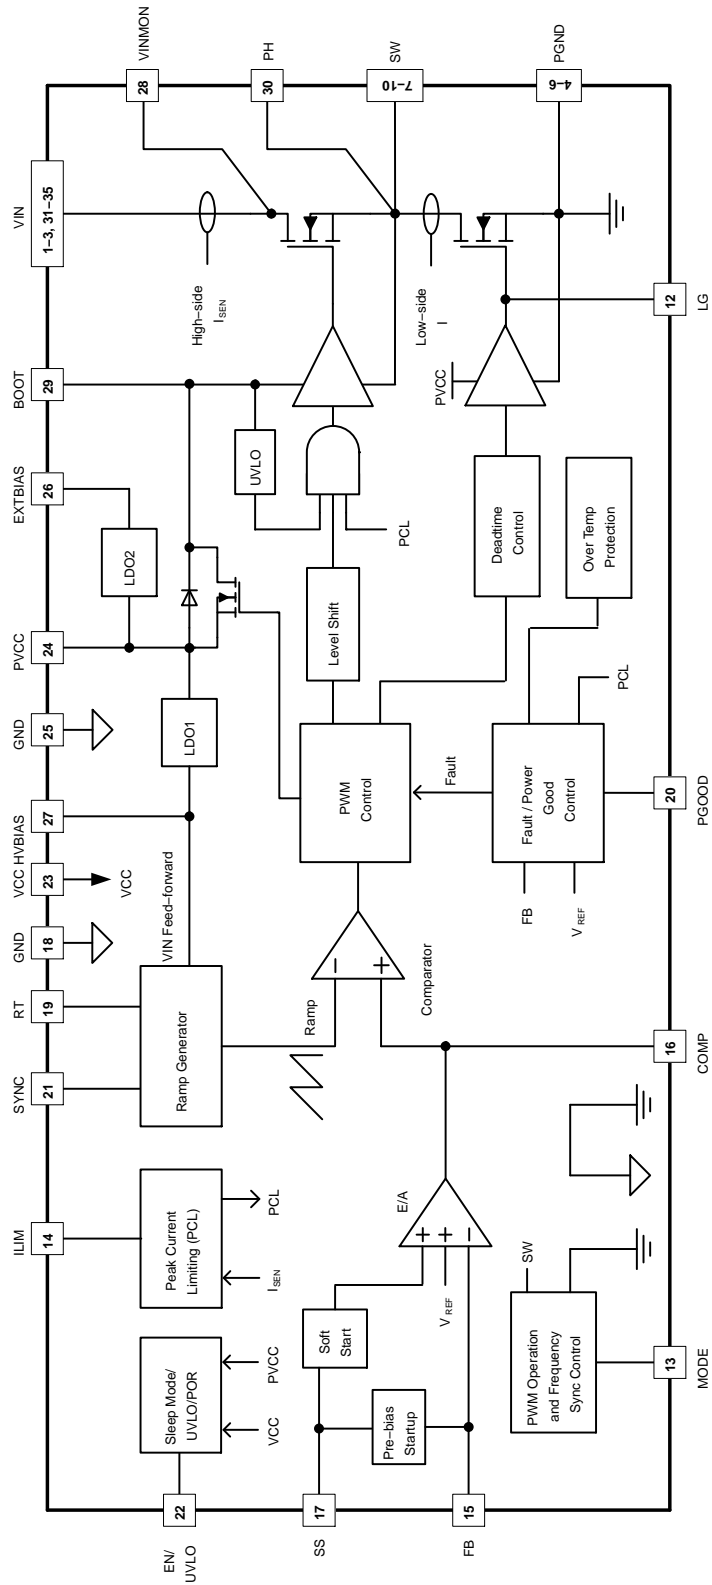 EN/
UVLO
22
ILIM
14
SYNC
21
RT
19
GND
18
VCC
23
HVBIAS
27
GND
25
PVCC
24
EXTBIAS
26
BOOT
29
VIN
1–3, 31–35
VINMON
28
PH
30
SW
7–10
PGND
4–6
Sleep Mode/
UVLO/POR
VCC
PVCC
Peak Current
Limiting (PCL)
ISEN
PCL
Ramp Generator
VIN Feed–forward
VCC
LDO1
LDO2
UVLO
High–side
ISEN
Low–side
I
SS
17
Soft
Start
Pre–bias
Startup
FB
15
+
+
–
E/A
V REF
Ramp
–
+
Comparator
PWM
Control
Level Shift
PCL
Fault
PVCC
Deadtime
Control
Over Temp
Protection
Fault / Power
Good
Control
FB
V REF
PCL
PWM Operation
and Frequency
Sync Control
SW
13
MODE
16
COMP
20
PGOOD
12
LG